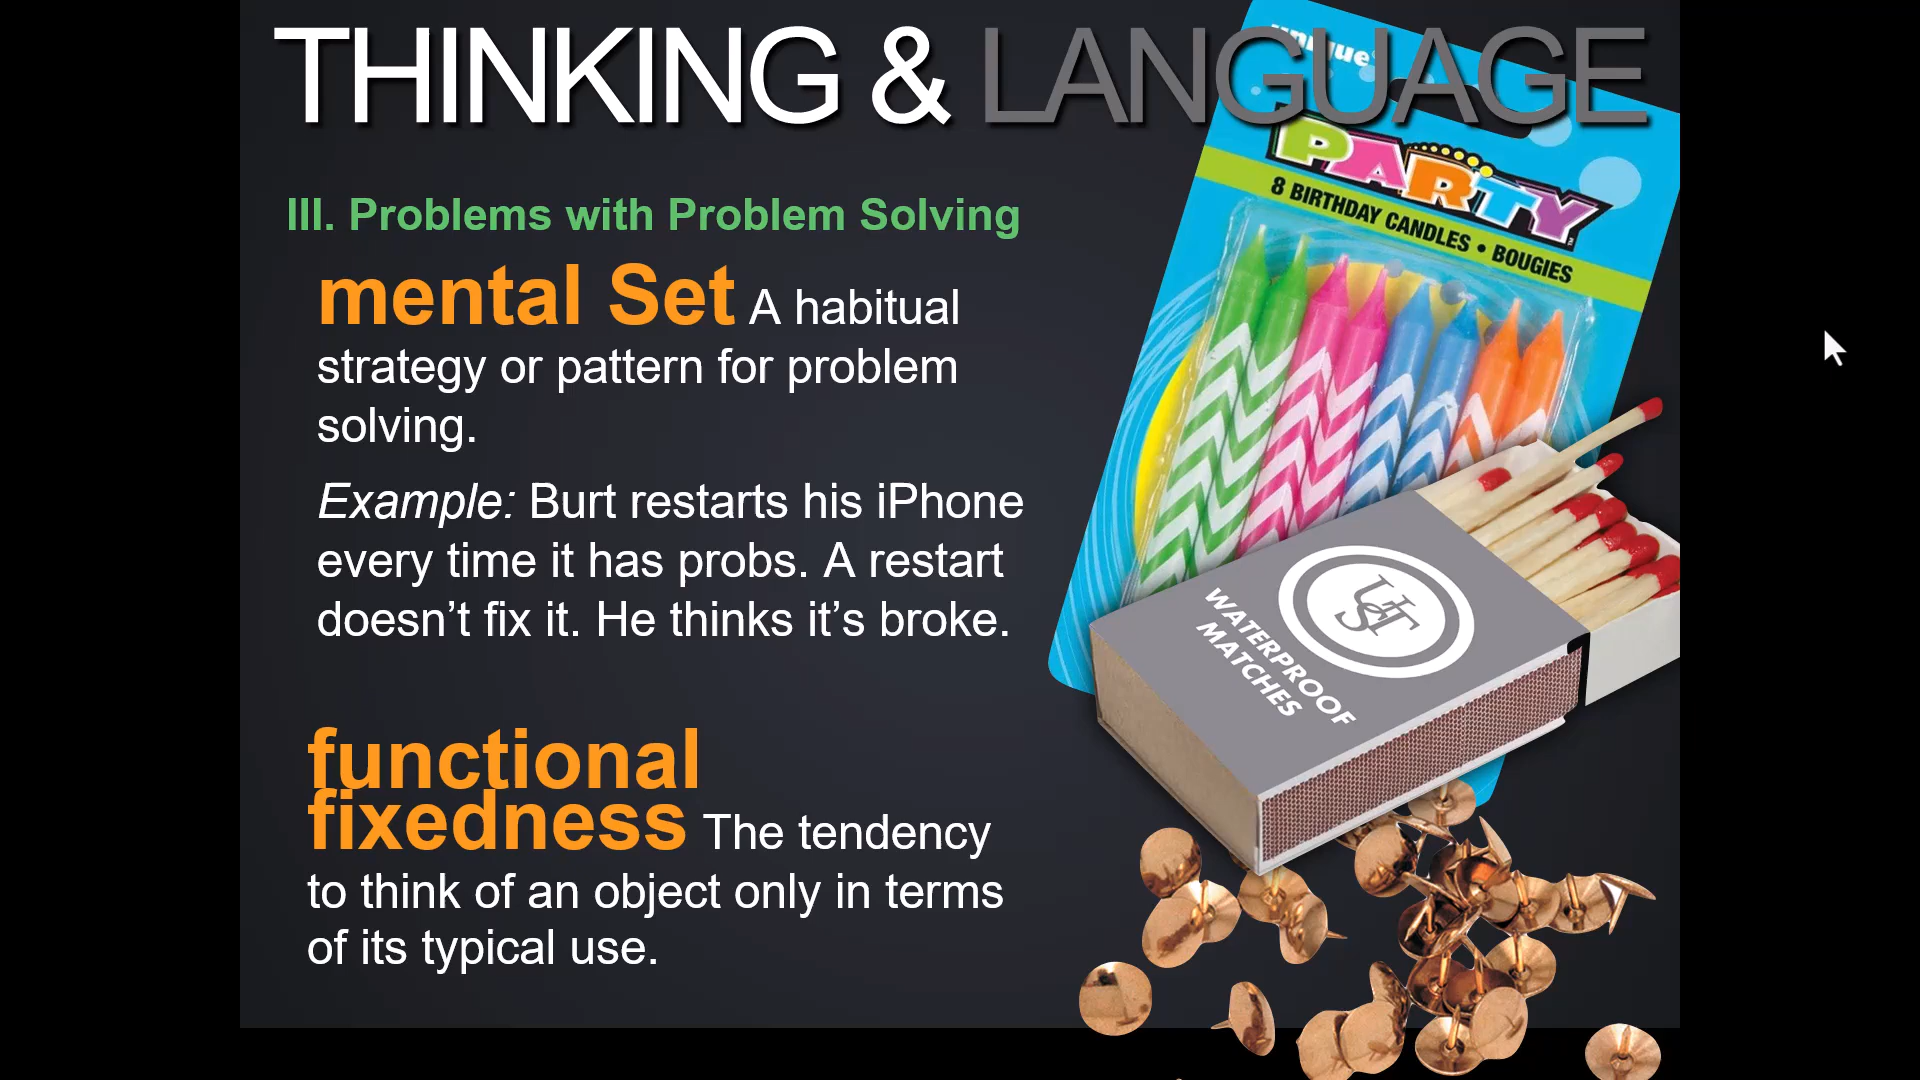 THINKING & LANGUAGE
unique
PARTY
8 BIRTHDAY CANDLES • BOUGIES
III. Problems with Problem Solving
mental Set A habitual
strategy or pattern for problem
solving.
Example: Burt restarts his iPhone
every time it has probs. A restart
doesn’t fix it. He thinks it’s broke.
UST
WATERPROOF
MATCHES
functional
fixedness The tendency
to think of an object only in terms
of its typical use.